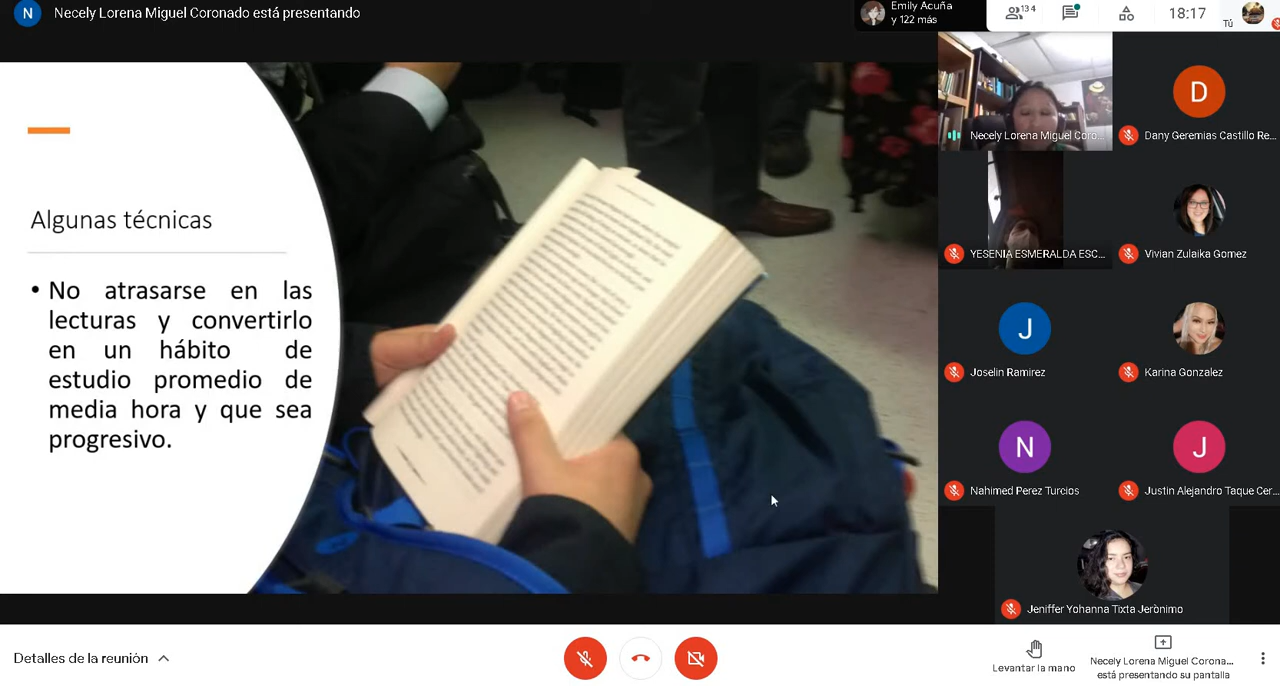 N
Necely Lorena Miguel Coronado está presentando
Emily Acuña
y 122 más
134
18:17
Tú
Algunas técnicas
• No atrasarse en las
lecturas y convertirlo
en un hábito de
estudio promedio de
media hora y que sea
progresivo.
Necely Lorena Miguel Coro...
D
Dany Geremias Castillo Re...
YESENIA ESMERALDA ESC...
Vivian Zulaika Gomez
J
Joselin Ramirez
Karina Gonzalez
N
Nahimed Perez Turcios
J
Justin Alejandro Taque Cer...
Jeniffer Yohanna Tixta Jerònimo
Detalles de la reunión
Levantar la mano
Necely Lorena Miguel Corona...
está presentando su pantalla